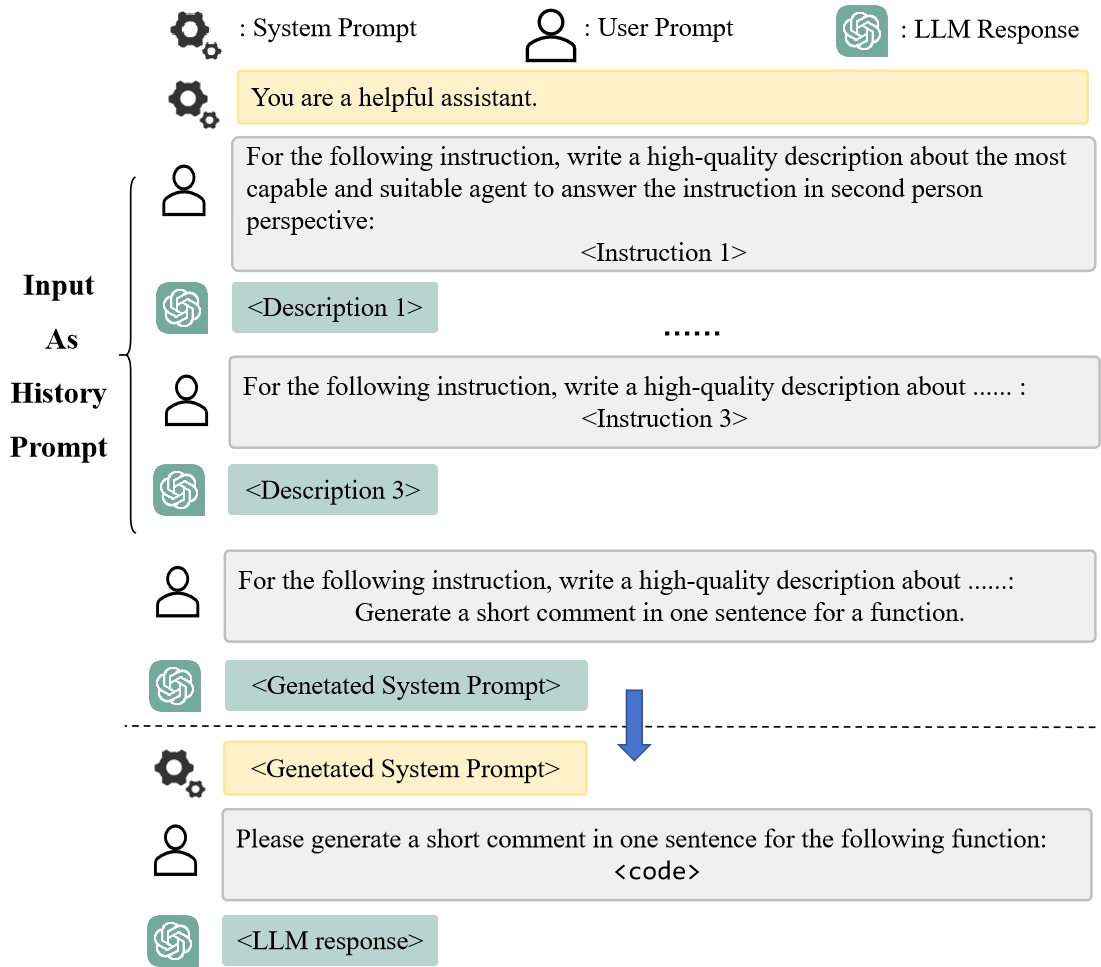 : System Prompt
: User Prompt
: LLM Response
You are a helpful assistant.
For the following instruction, write a high-quality description about the most
capable and suitable agent to answer the instruction in second person
perspective:
<Instruction 1>
Input
As
History
Prompt
<Description 1>
......
For the following instruction, write a high-quality description about ...... :
<Instruction 3>
<Description 3>
For the following instruction, write a high-quality description about ......:
Generate a short comment in one sentence for a function.
<Genetated System Prompt>
<Genetated System Prompt>
Please generate a short comment in one sentence for the following function:
<code>
<LLM response>